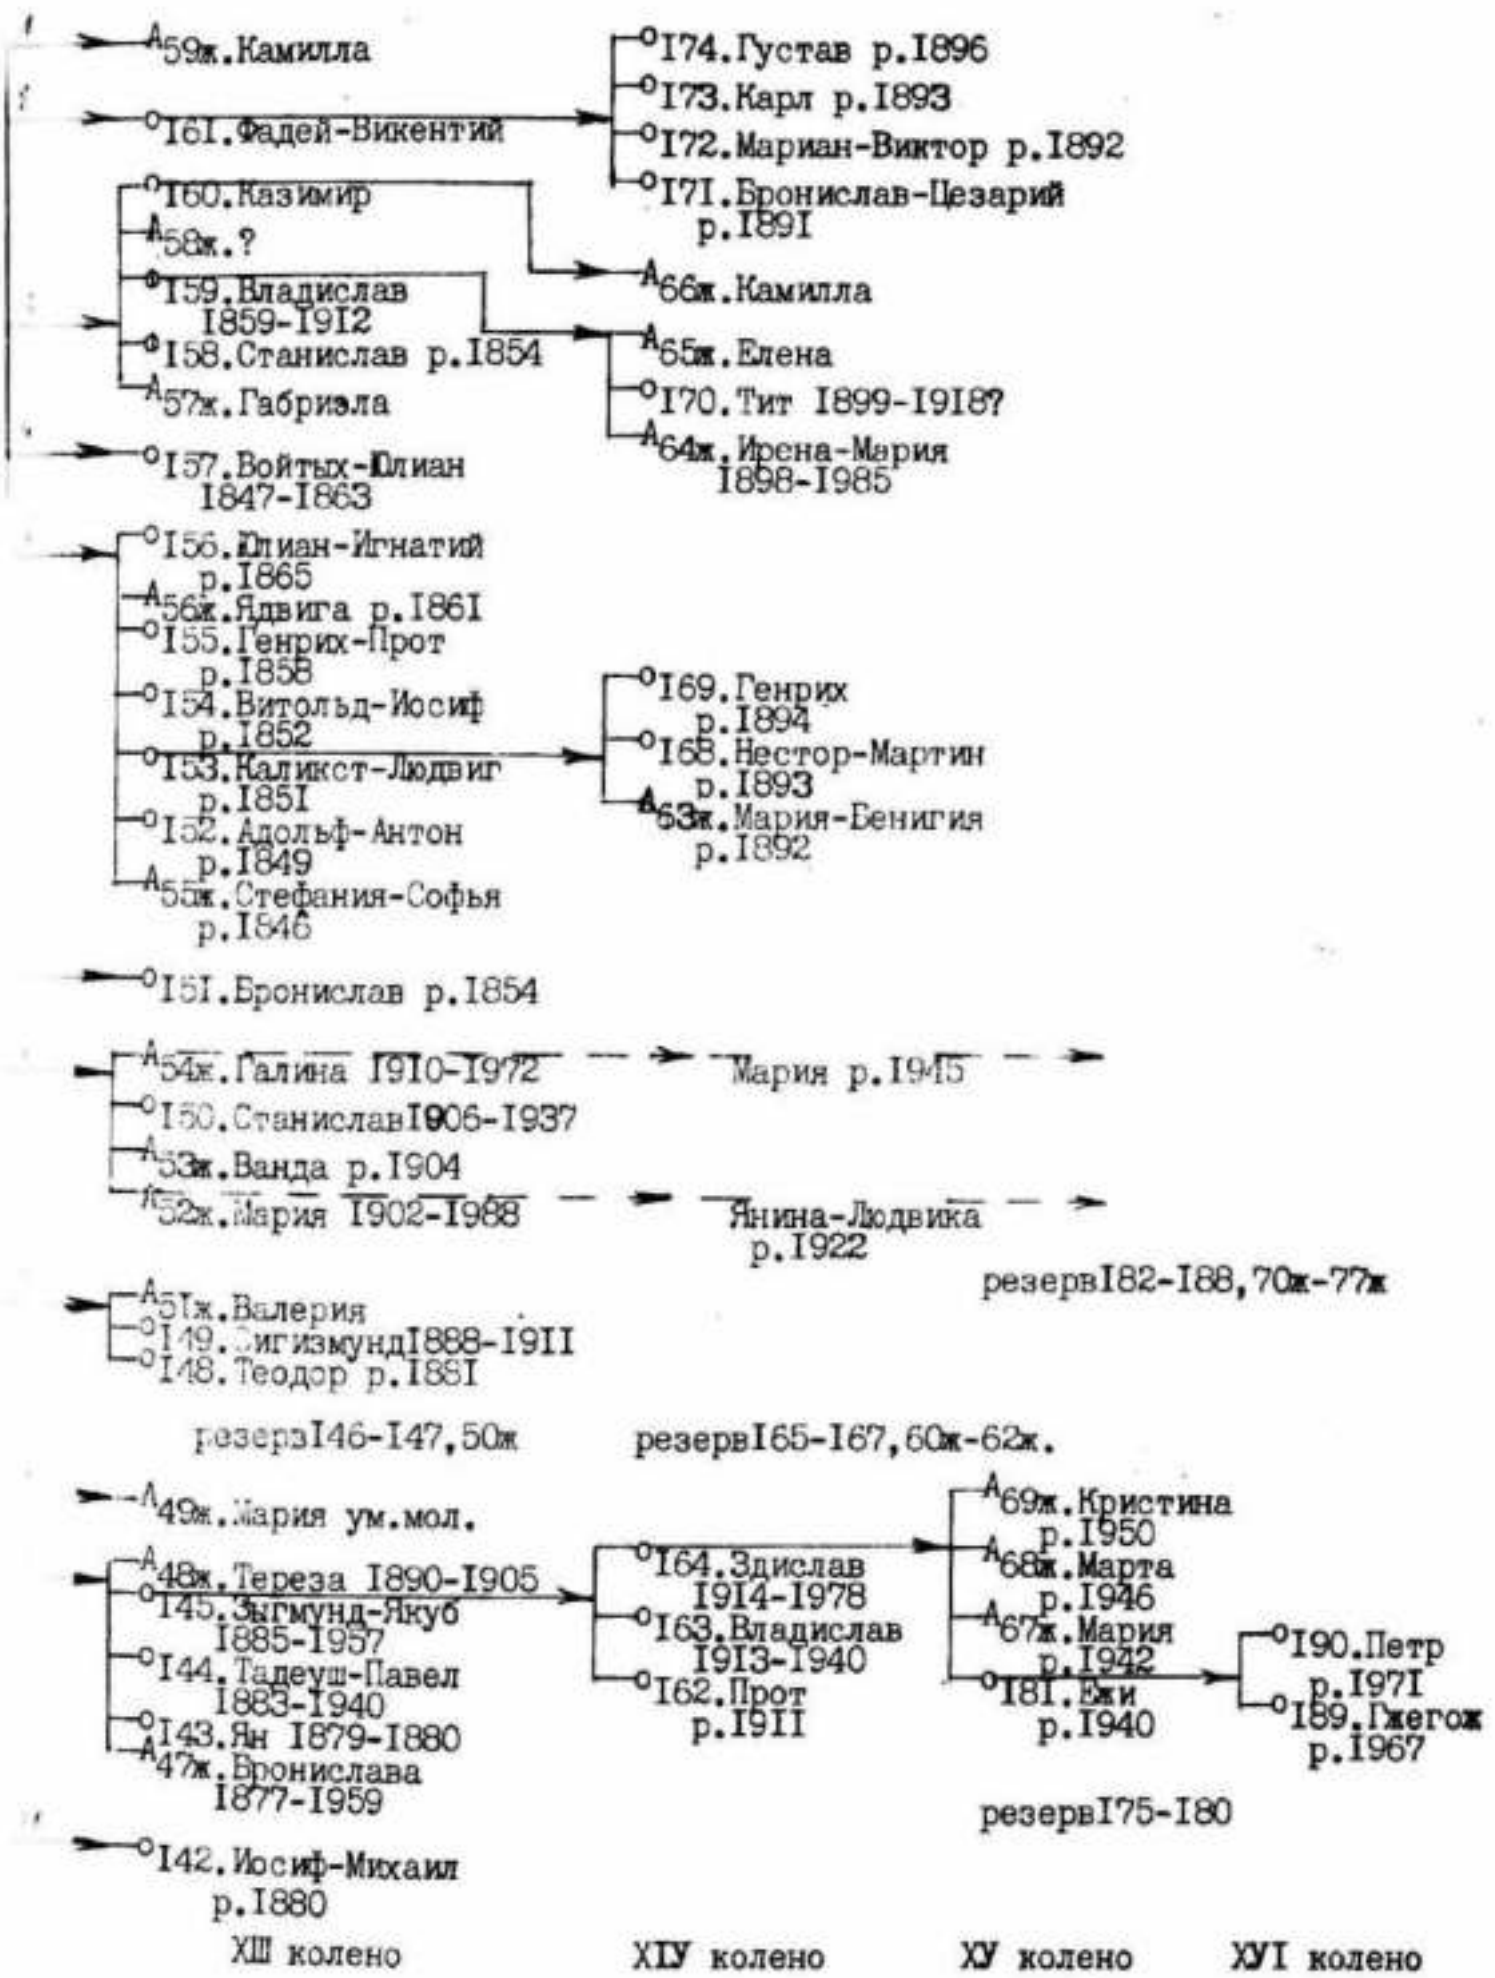 59ж.Камилла
161.Фадей-Викентий
160.Казимир
58ж.?
159.Владислав
1859-1912
158.Станислав р.1854
57ж.Габриэла
157.Войтых-Юлиан
1847-1863
156.Юлиан-Игнатий
р.1865
56ж.Ядвига р.1861
155.Генрих-Прот
р.1858
154.Витольд-Иосиф
р.1852
153.Каликст-Людвиг
р.1851
152.Адольф-Антон
р.1849
55ж.Стефания-Софья
р.1846
151.Бронислав р.1854
54ж.Галина 1910-1972
150.Станислав1906-1937
53ж.Ванда р.1904
52ж.Мария 1902-1988
51ж.Валерия
149.Сигизмунд1888-1911
148.Теодор р.1881
резерв146-147,50ж
49ж.Мария ум.мол.
48ж.Тереза 1890-1905
145.Зыгмунд-Якуб
1885-1957
144.Тадеуш-Павел
1883-1940
143.Ян 1879-1880
47ж.Бронислава
1877-1959
142.Иосиф-Михаил
р.1880
XIII колено
174.Густав р.1896
173.Карл р.1893
172.Мариан-Виктор р.1892
171.Бронислав-Цезарий
р.1891
66ж.Камилла
65ж.Елена
170.Тит 1899-1918?
64ж.Ирена-Мария
1898-1985
169.Генрих
р.1894
168.Нестор-Мартин
р.1893
63ж.Мария-Бенигия
р.1892
Мария р.1945
Янина-Людвика
р.1922
резерв165-167,60ж-62ж.
164.Здислав
1914-1978
163.Владислав
1913-1940
162.Прот
р.1911
XIУ колено
резерв182-188,70ж-77ж
69ж.Кристина
р.1950
68ж.Марта
р.1946
67ж.Мария
р.1942
181.Ежи
р.1940
резерв175-180
ХУ колено
190.Петр
р.1971
189.Гжегож
р.1967
ХУI колено